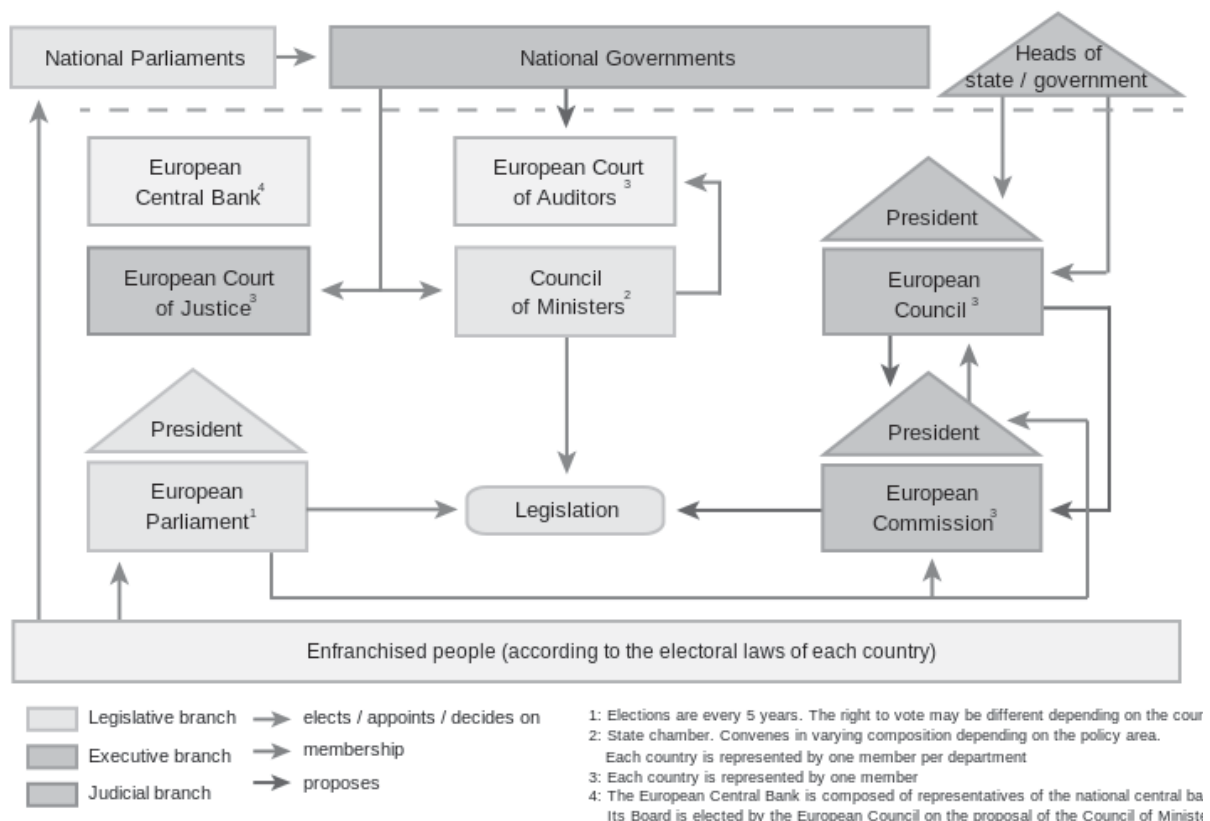 National Parliaments
National Governments
Heads of
state / government
European
Central Bank4
European Court
of Auditors 3
President
European Court
of Justice3
Council
of Ministers2
European
Council 3
President
President
European
Parliament1
Legislation
European
Commission3
Enfranchised people (according to the electoral laws of each country)
Legislative branch
Executive branch
Judicial branch
elects / appoints / decides on
membership
proposes
1: Elections are every 5 years. The right to vote may be different depending on the
2: State chamber. Convenes in varying composition depending on the policy area.
Each country is represented by one member per department
3: Each country is represented by one member
4: The European Central Bank is composed of representatives of the national central
Its Board is elected by the European Council on the proposal of the Council of